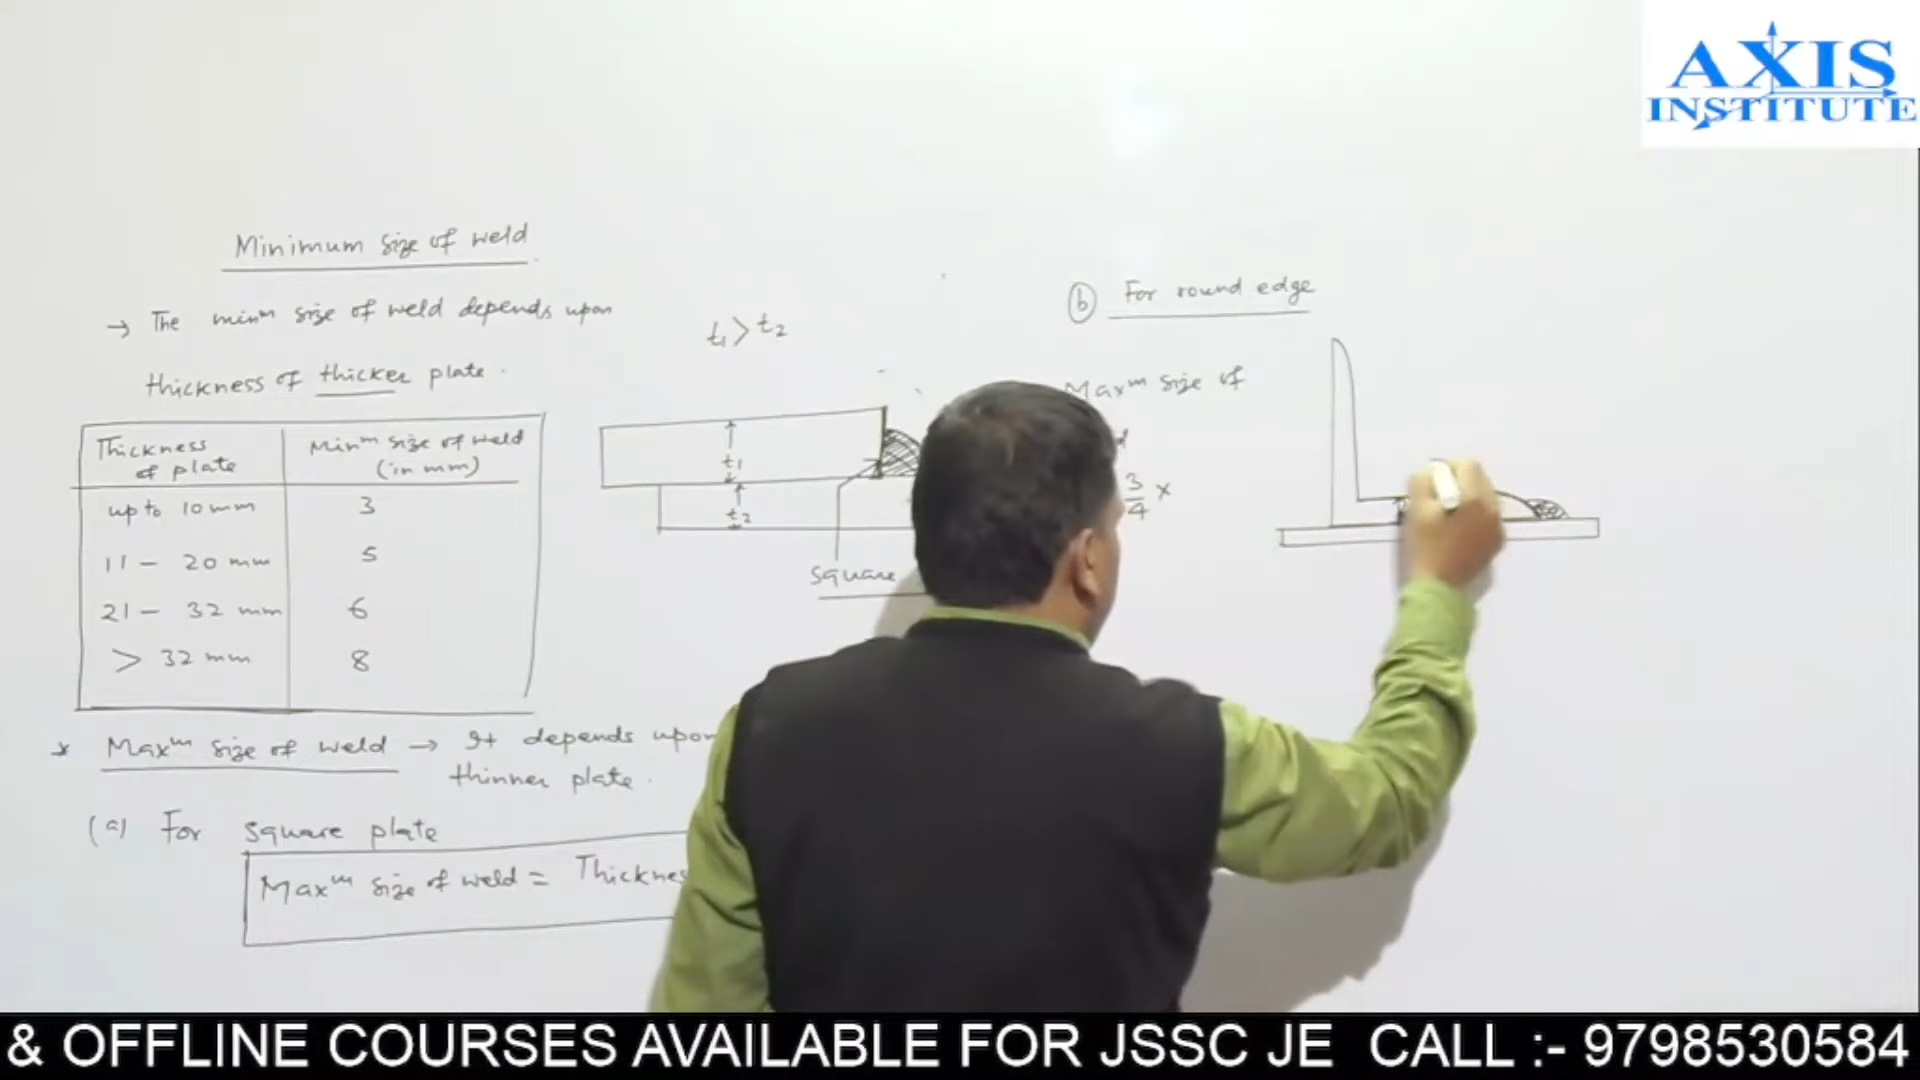 AXIS
INSTITUTE
Minimum size of weld
→ The minᵐ size of weld depends upon
thickness of thicker plate.
Thickness of plate
Minᵐ size of weld (in mm)
up to 10 mm 3
11 - 20 mm 5
21 - 32 mm 6
> 32 mm 8
* Maxᵐ size of weld → It depends upon
thinner plate.
(a) For square plate
Maxᵐ size of weld =
t₁ > t₂
t₁
t₂
square
(b) For round edge
Maxᵐ size of
3/4 ×
& OFFLINE COURSES AVAILABLE FOR JSSC JE CALL :- 9798530584